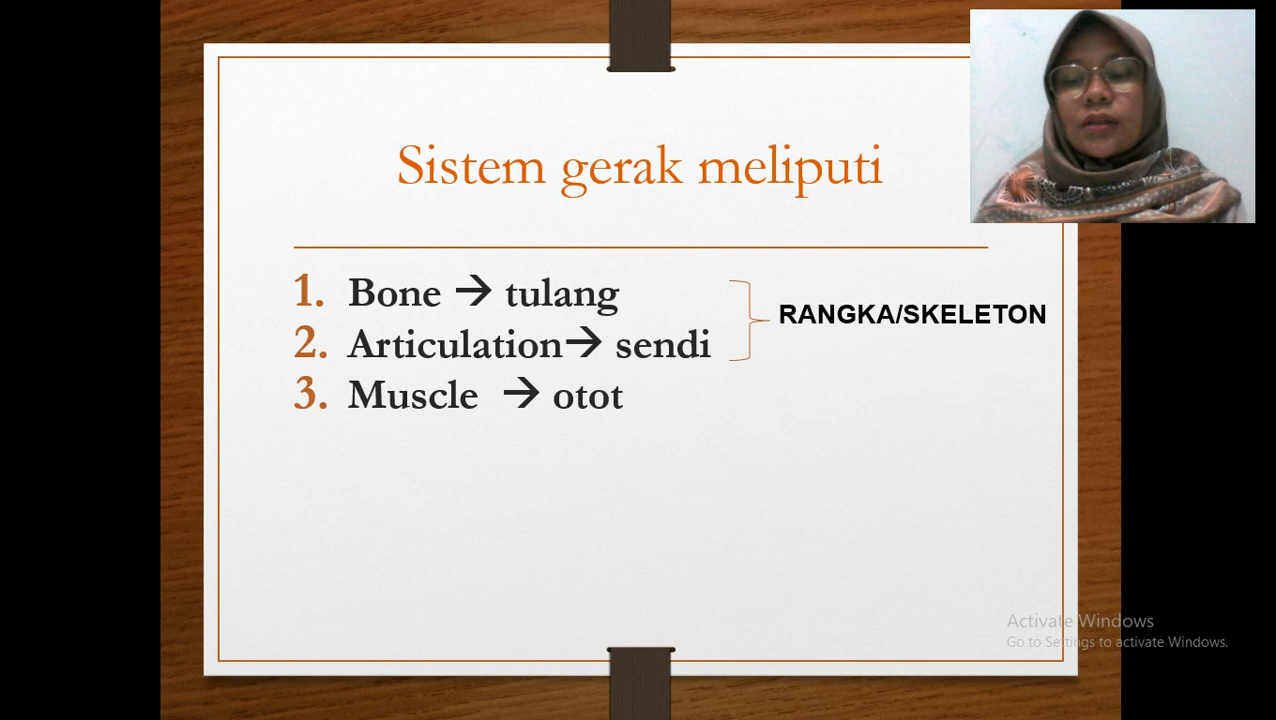 Sistem gerak meliputi
1. Bone → tulang
2. Articulation→ sendi
3. Muscle → otot
RANGKA/SKELETON
Activate Windows
Go to Settings to activate Windows.